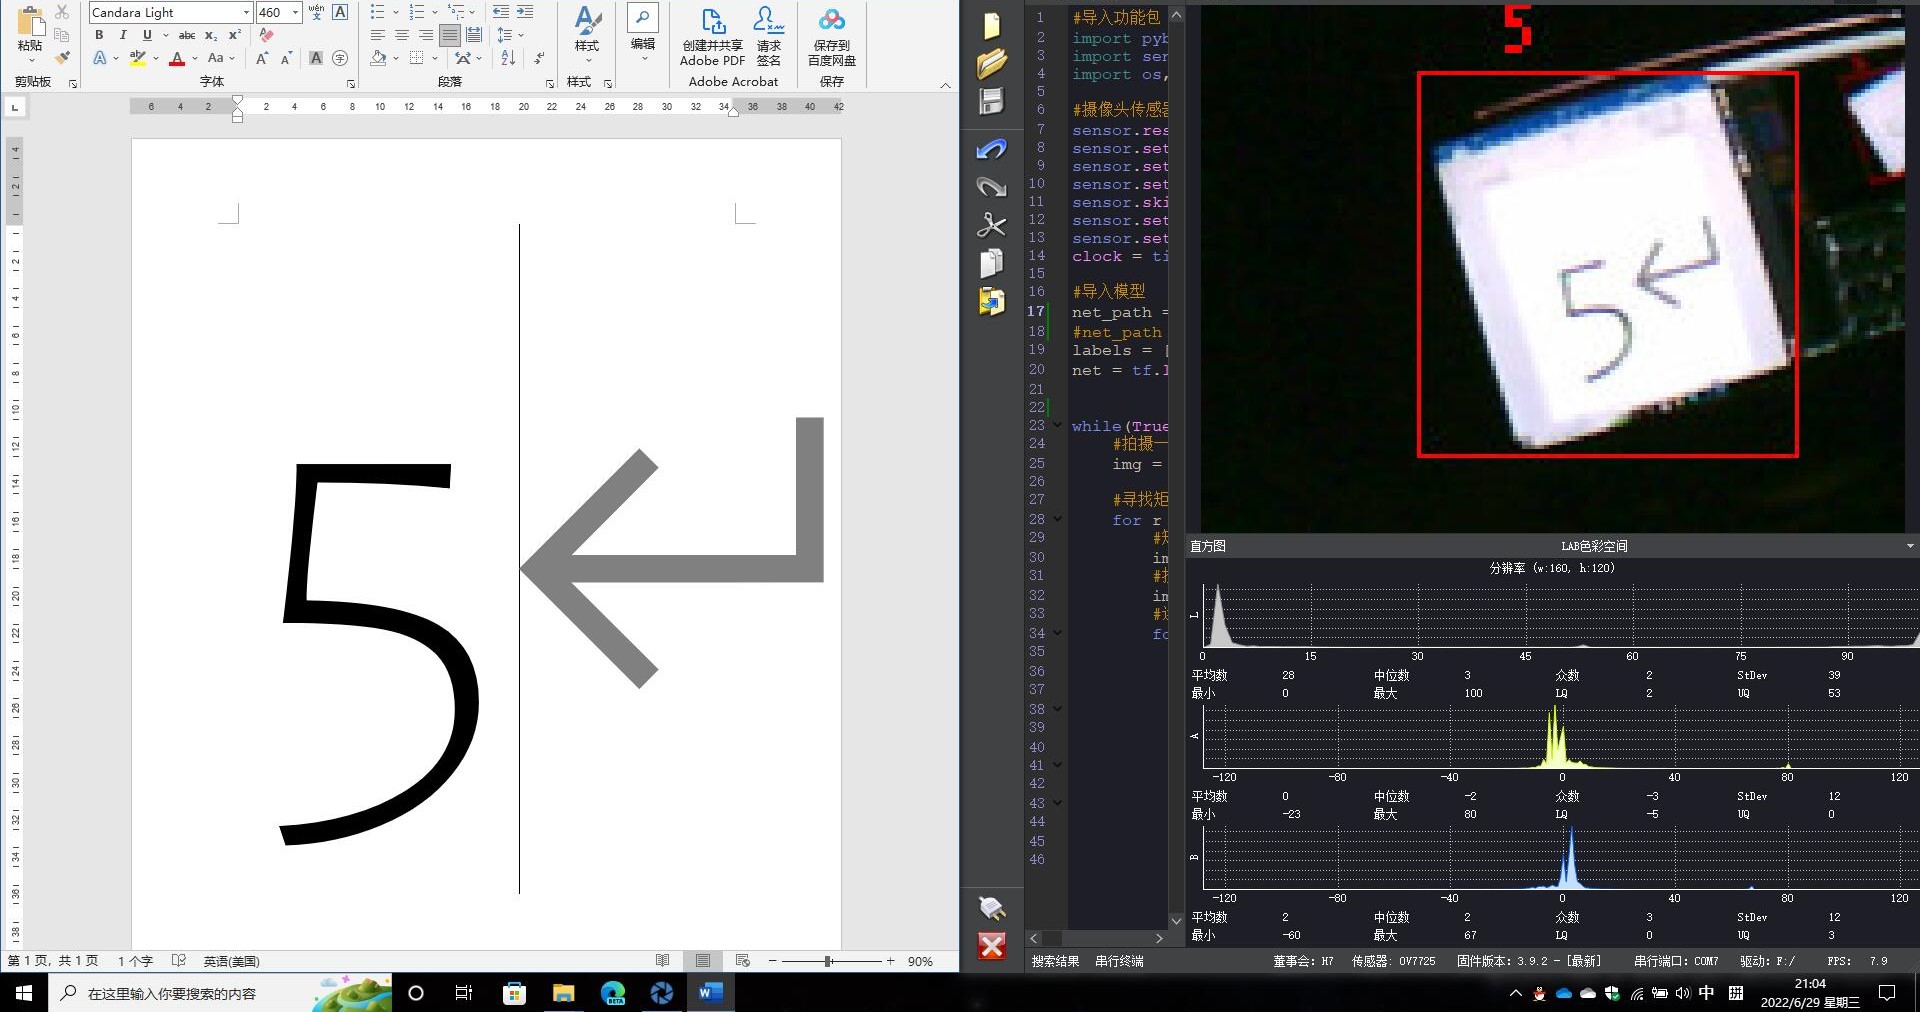 Candara Light 460
粘贴
剪贴板
字体
段落
样式
样式
编辑
创建并共享 Adobe PDF
请求签名
Adobe Acrobat
保存到百度网盘
保存
6 4 2 2 4 6 8 10 12 14 16 18 20 22 24 26 28 30 32 34 36 38 40 42
5
第 1 页, 共 1 页 1 个字 英语(美国) 90%
1 #导入功能包
2 import pyb
3 import sen
4 import os,
5
6 #摄像头传感器
7 sensor.res
8 sensor.set
9 sensor.set
10 sensor.set
11 sensor.ski
12 sensor.set
13 sensor.set
14 clock = ti
15
16 #导入模型
17 net_path =
18 #net_path
19 labels = [
20 net = tf.l
21
22
23 while(True
24 #拍摄一
25 img =
26
27 #寻找矩
28 for r
29
30 im
31
32 im
33
34 fo
35
36
37
38
39
40
41
42
43
44
45
46
5
5
直方图 LAB色彩空间
分辨率 (w:160, h:120)
L
0 15 30 45 60 75 90
平均数 28 中位数 3 众数 2 StDev 39
最小 0 最大 100 LQ 2 UQ 53
A
-120 -80 -40 0 40 80 120
平均数 0 中位数 -2 众数 -3 StDev 12
最小 -23 最大 80 LQ -5 UQ 0
B
-120 -80 -40 0 40 80 120
平均数 2 中位数 2 众数 3 StDev 12
最小 -60 最大 67 LQ 0 UQ 3
搜索结果 串行终端 董事会: H7 传感器: OV7725 固件版本: 3.9.2 - [最新] 串行端口: COM7 驱动: F:/ FPS: 7.9
在这里输入你要搜索的内容
中 拼
21:04
2022/6/29 星期三